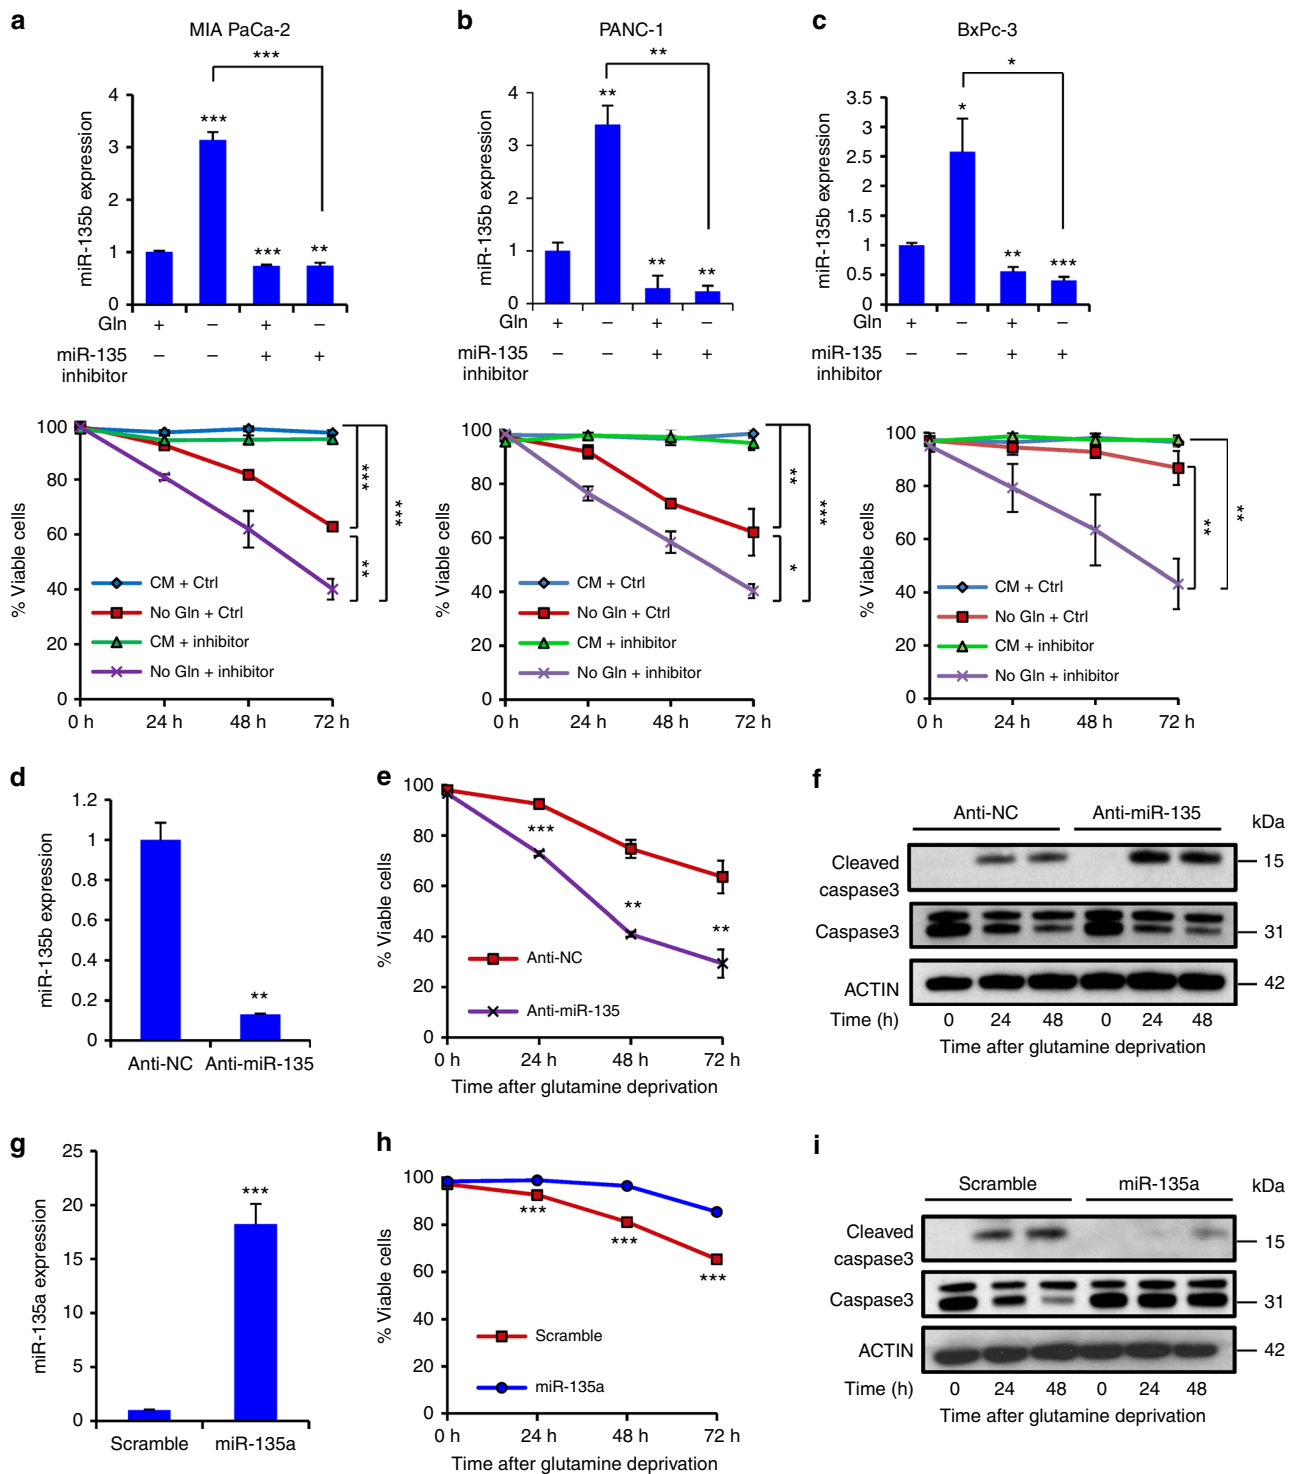 a
MIA PaCa-2
***
miR-135b expression
4
3
2
1
0
***
***
**
Gln + − + −
miR-135 inhibitor − − + +
% Viable cells
100
80
60
40
20
0
CM + Ctrl
No Gln + Ctrl
CM + inhibitor
No Gln + inhibitor
***
**
***
0 h 24 h 48 h 72 h
b
PANC-1
**
miR-135b expression
4
3
2
1
0
**
**
**
Gln + − + −
miR-135 inhibitor − − + +
% Viable cells
100
80
60
40
20
0
CM + Ctrl
No Gln + Ctrl
CM + inhibitor
No Gln + inhibitor
**
*
***
0 h 24 h 48 h 72 h
c
BxPc-3
*
miR-135b expression
3.5
3
2.5
2
1.5
1
0.5
0
*
**
***
Gln + − + −
miR-135 inhibitor − − + +
% Viable cells
100
80
60
40
20
0
CM + Ctrl
No Gln + Ctrl
CM + inhibitor
No Gln + inhibitor
**
**
0 h 24 h 48 h 72 h
d
miR-135b expression
1.2
1
0.8
0.6
0.4
0.2
0
**
Anti-NC Anti-miR-135
e
% Viable cells
100
80
60
40
20
0
***
**
**
Anti-NC
Anti-miR-135
0 h 24 h 48 h 72 h
Time after glutamine deprivation
f
Anti-NC Anti-miR-135 kDa
Cleaved caspase3 15
Caspase3 31
ACTIN 42
Time (h) 0 24 48 0 24 48
Time after glutamine deprivation
g
miR-135a expression
25
20
15
10
5
0
***
Scramble miR-135a
h
% Viable cells
100
80
60
40
20
0
***
***
***
Scramble
miR-135a
0 h 24 h 48 h 72 h
Time after glutamine deprivation
i
Scramble miR-135a kDa
Cleaved caspase3 15
Caspase3 31
ACTIN 42
Time (h) 0 24 48 0 24 48
Time after glutamine deprivation